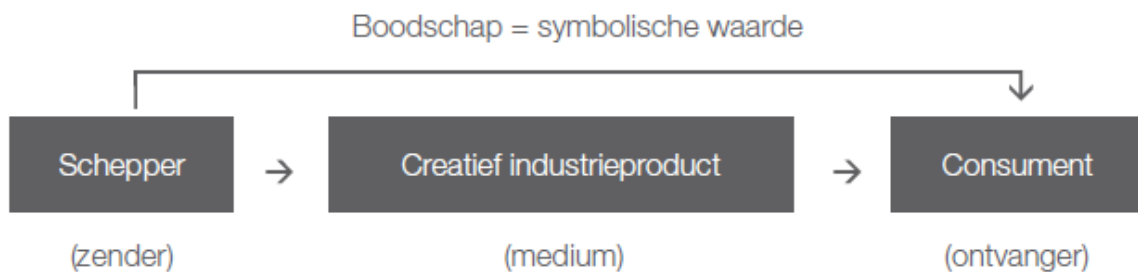 Boodschap = symbolische waarde
Schepper → Creatief industrieproduct → Consument
(zender) (medium) (ontvanger)